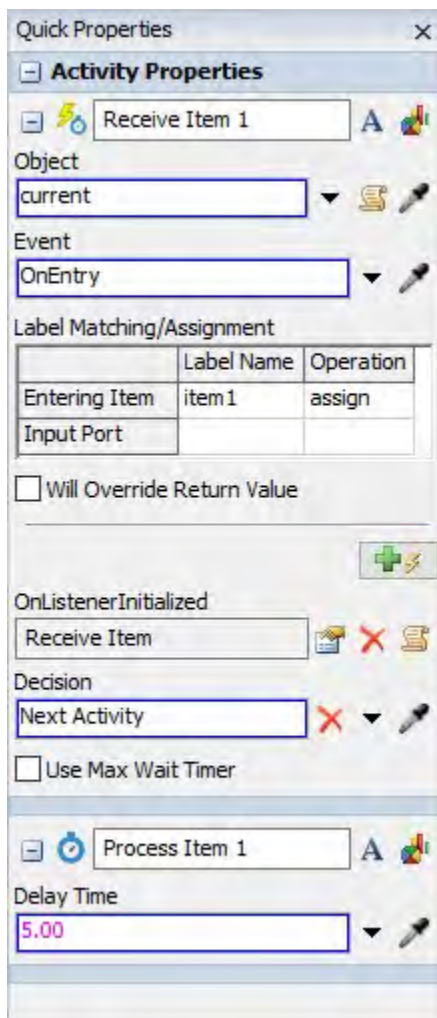 Quick Properties
Activity Properties
Receive Item 1 A
Object
current
Event
OnEntry
Label Matching/Assignment
Label Name Operation
Entering Item item1 assign
Input Port
Will Override Return Value
OnListenerInitialized
Receive Item
Decision
Next Activity
Use Max Wait Timer
Process Item 1 A
Delay Time
5.00